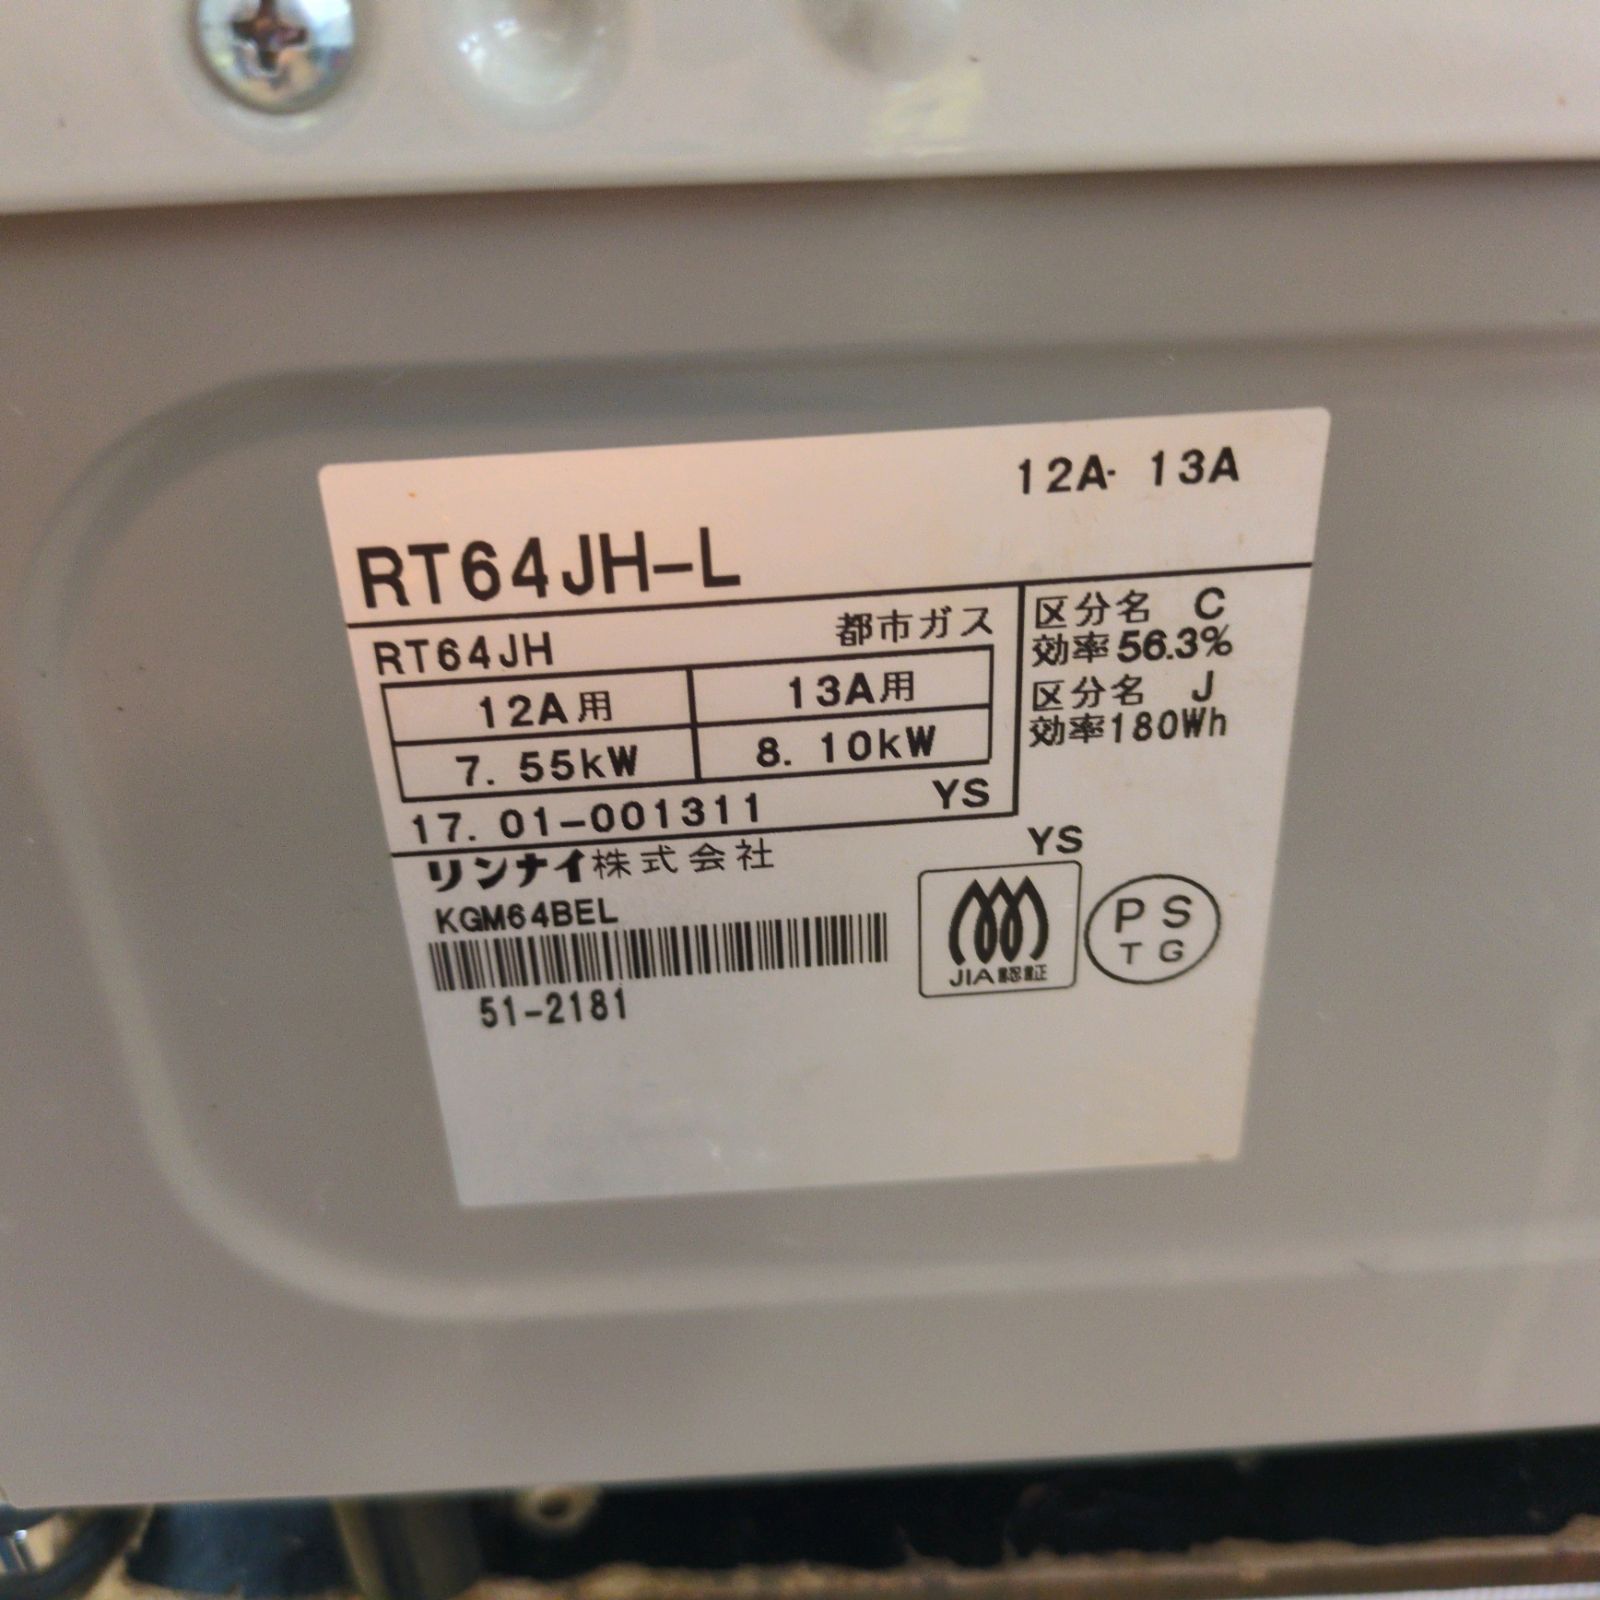 12A・13A
RT64JH-L
RT64JH 都市ガス
12A用 13A用
7.55kW 8.10kW
17.01-001311 YS
区分名 C
効率56.3%
区分名 J
効率180Wh
リンナイ株式会社
YS
KGM64BEL
51-2181
JIA認証
PS
TG